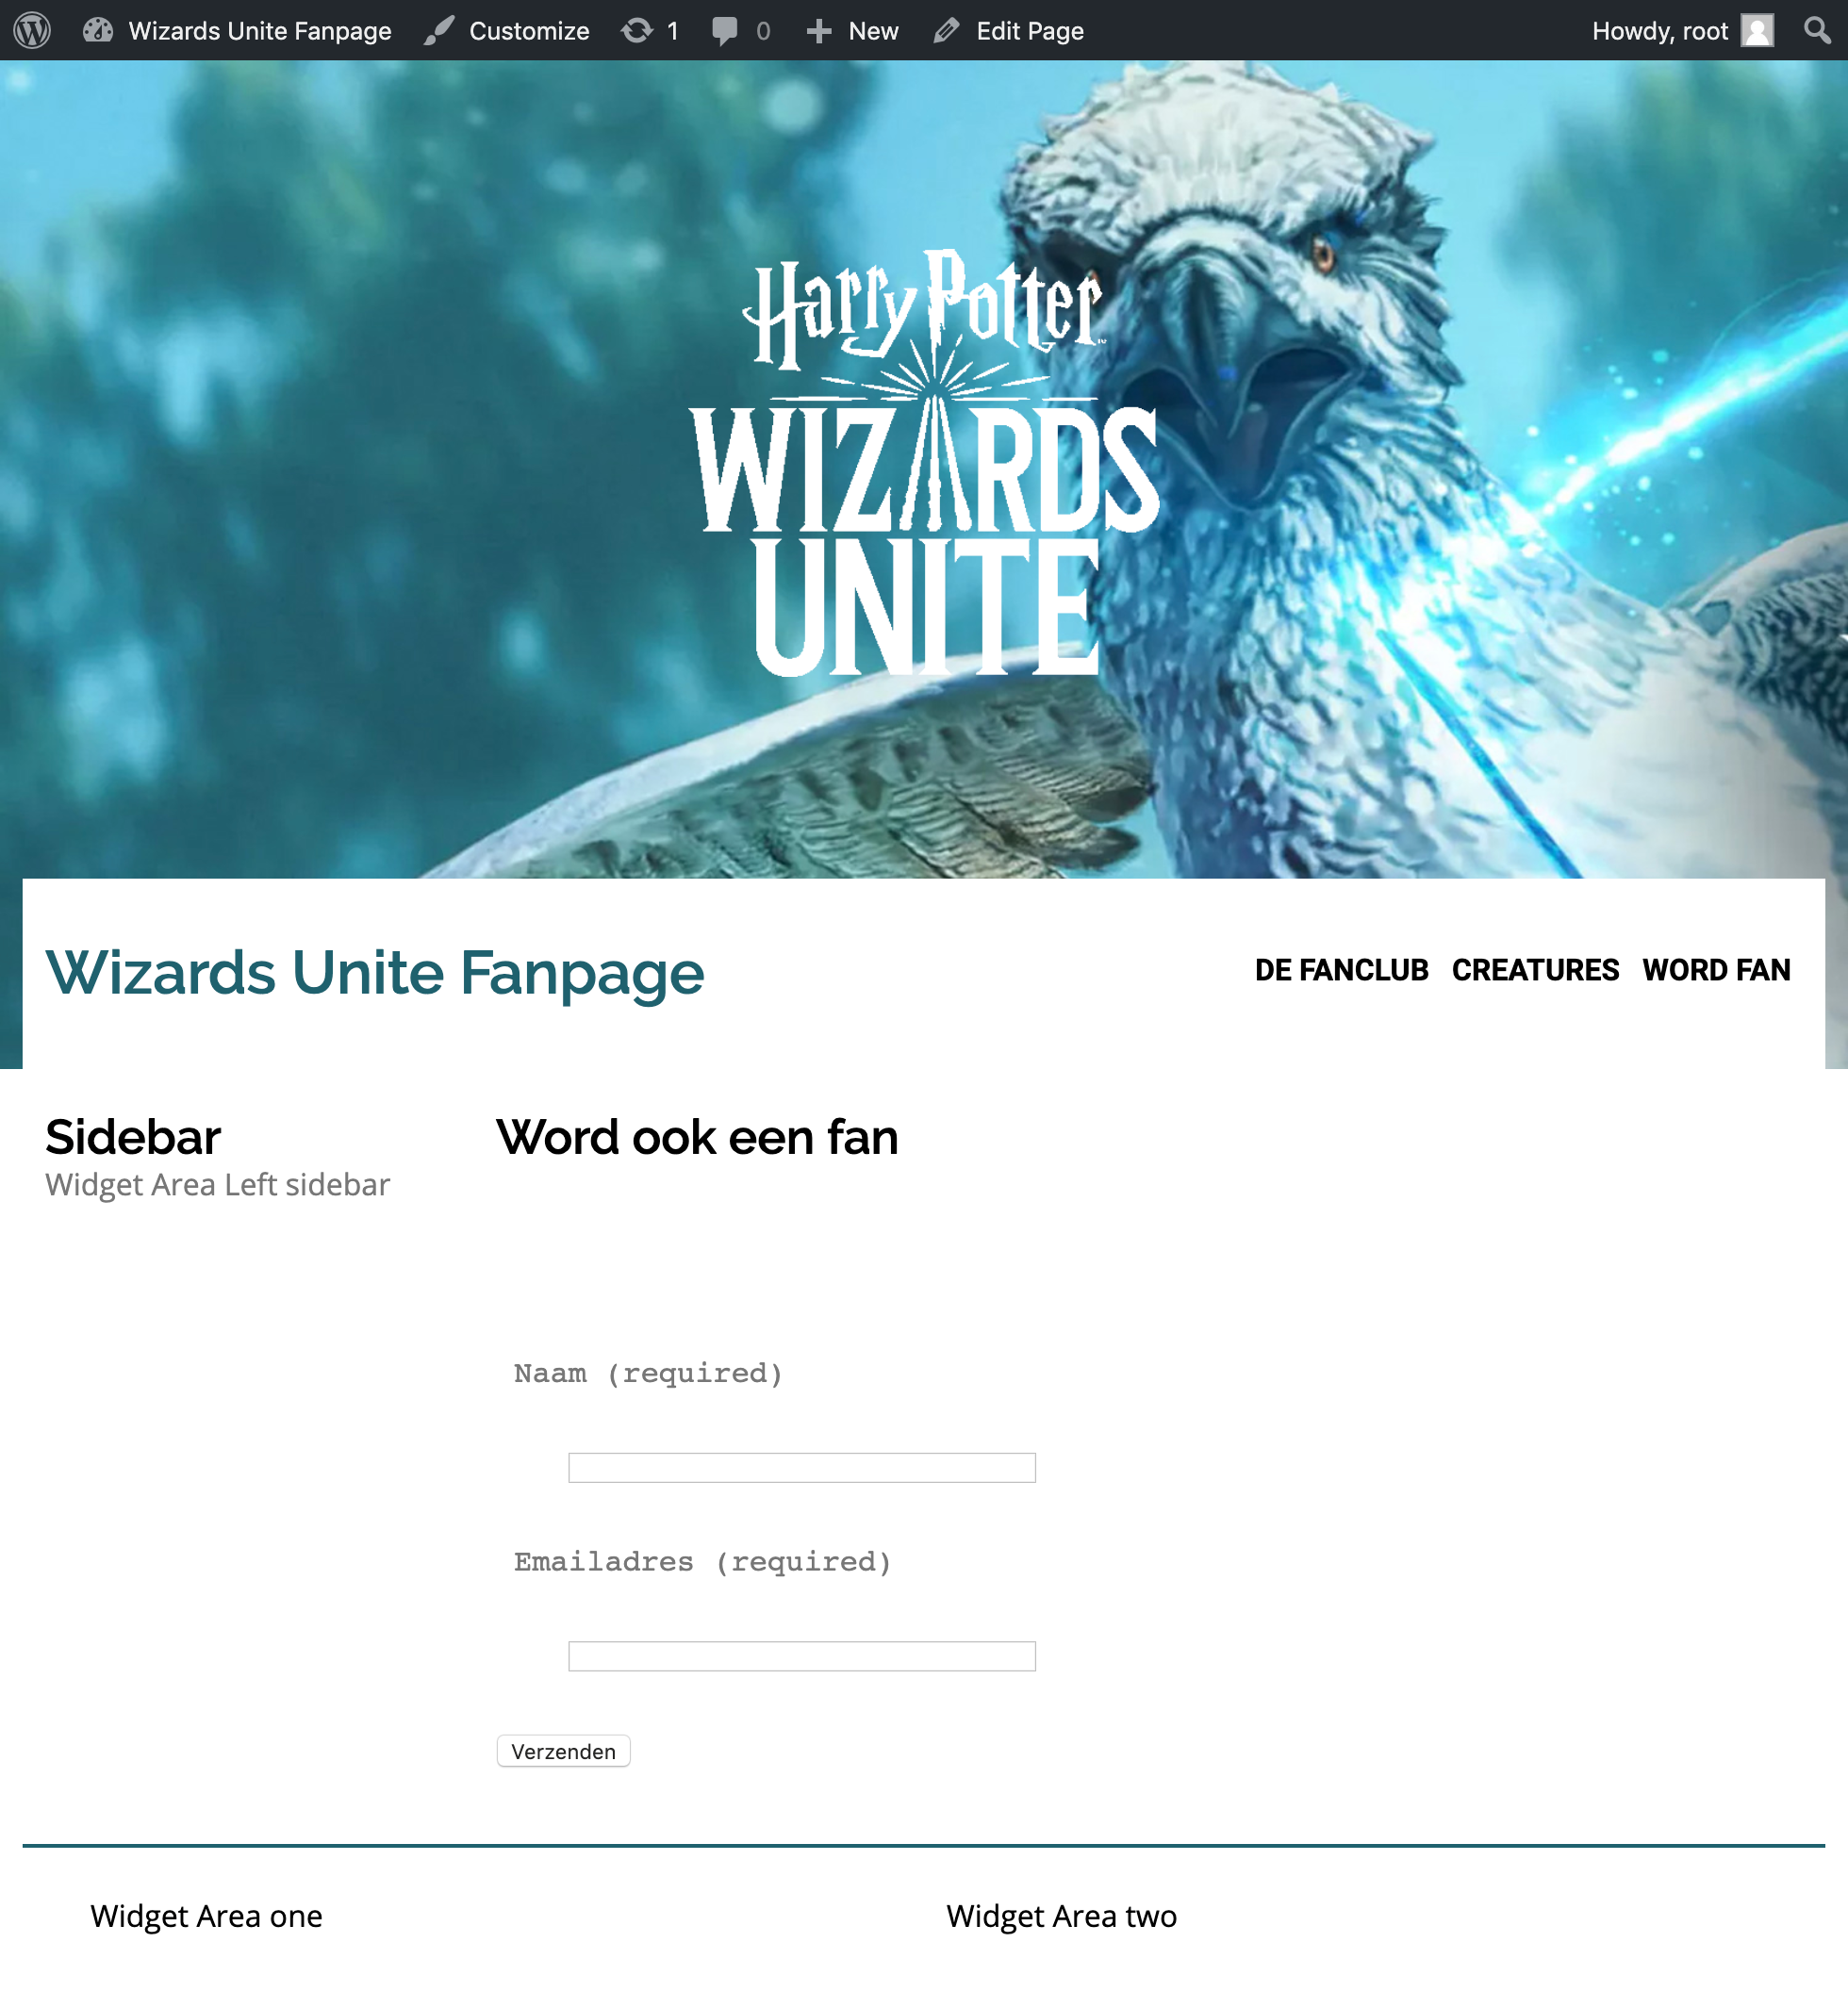 Wizards Unite Fanpage Customize 1 0 New Edit Page Howdy, root
Harry Potter
WIZARDS
UNITE
Wizards Unite Fanpage DE FANCLUB CREATURES WORD FAN
Sidebar
Widget Area Left sidebar
Word ook een fan
Naam (required)
Emailadres (required)
Verzenden
Widget Area one
Widget Area two